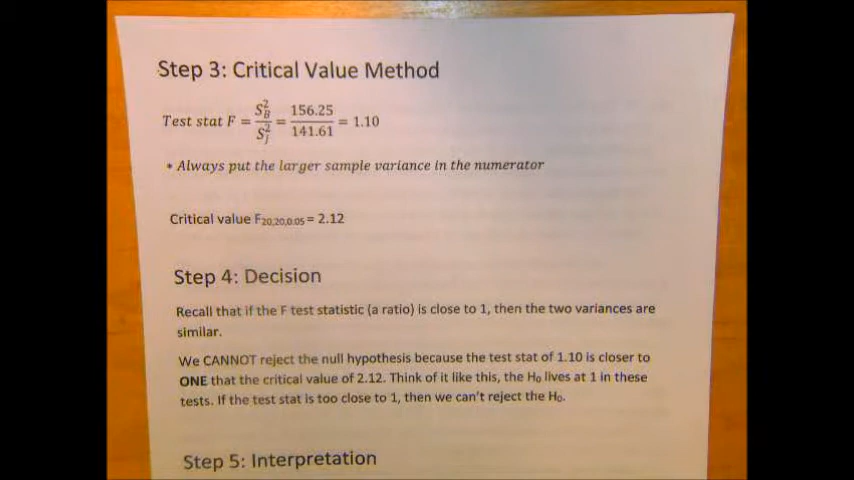 Step 3: Critical Value Method
Test stat F = S_B^2 / S_J^2 = 156.25 / 141.61 = 1.10
* Always put the larger sample variance in the numerator
Critical value F20,20,0.05 = 2.12
Step 4: Decision
Recall that if the F test statistic (a ratio) is close to 1, then the two variances are
similar.
We CANNOT reject the null hypothesis because the test stat of 1.10 is closer to
ONE that the critical value of 2.12. Think of it like this, the H0 lives at 1 in these
tests. If the test stat is too close to 1, then we can't reject the H0.
Step 5: Interpretation